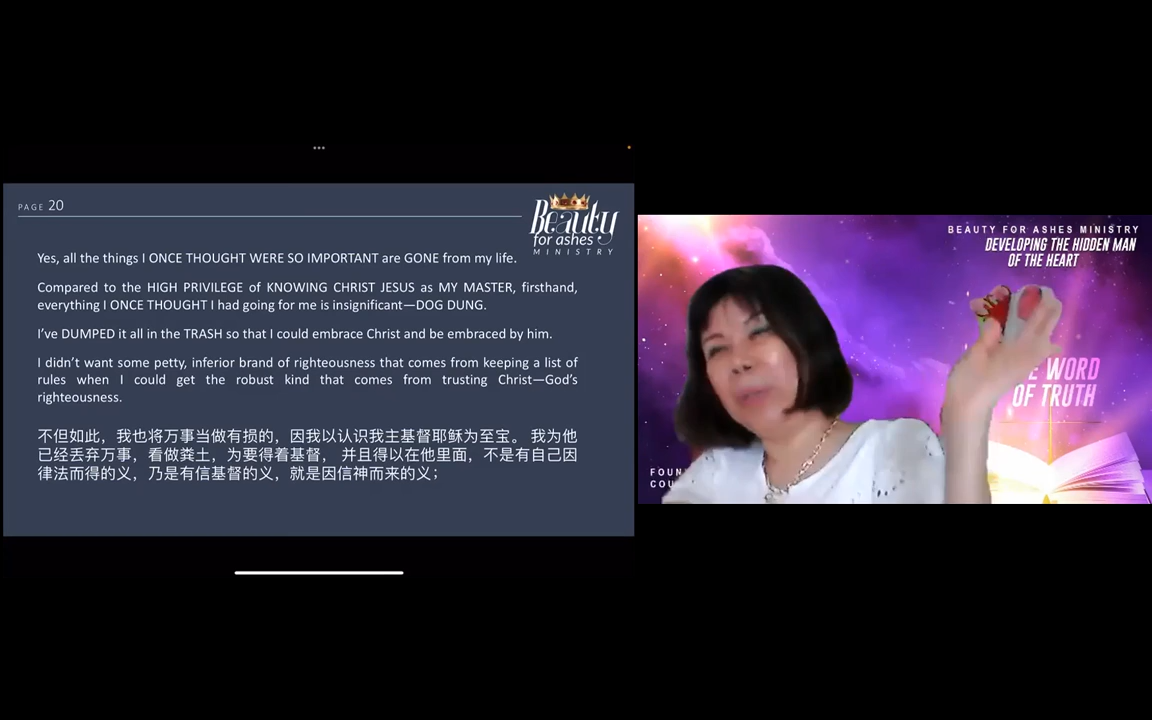 PAGE 20
Beauty
for ashes
MINISTRY
Yes, all the things I ONCE THOUGHT WERE SO IMPORTANT are GONE from my life.
Compared to the HIGH PRIVILEGE of KNOWING CHRIST JESUS as MY MASTER, firsthand,
everything I ONCE THOUGHT I had going for me is insignificant—DOG DUNG.
I've DUMPED it all in the TRASH so that I could embrace Christ and be embraced by him.
I didn't want some petty, inferior brand of righteousness that comes from keeping a list of
rules when I could get the robust kind that comes from trusting Christ—God's
righteousness.
不但如此，我也将万事当做有损的，因我以认识我主基督耶稣为至宝。 我为他
已经丢弃万事，看做粪土，为要得着基督， 并且得以在他里面，不是有自己因
律法而得的义，乃是有信基督的义，就是因信神而来的义；
BEAUTY FOR ASHES MINISTRY
DEVELOPING THE HIDDEN MAN
OF THE HEART
WORD
OF TRUTH